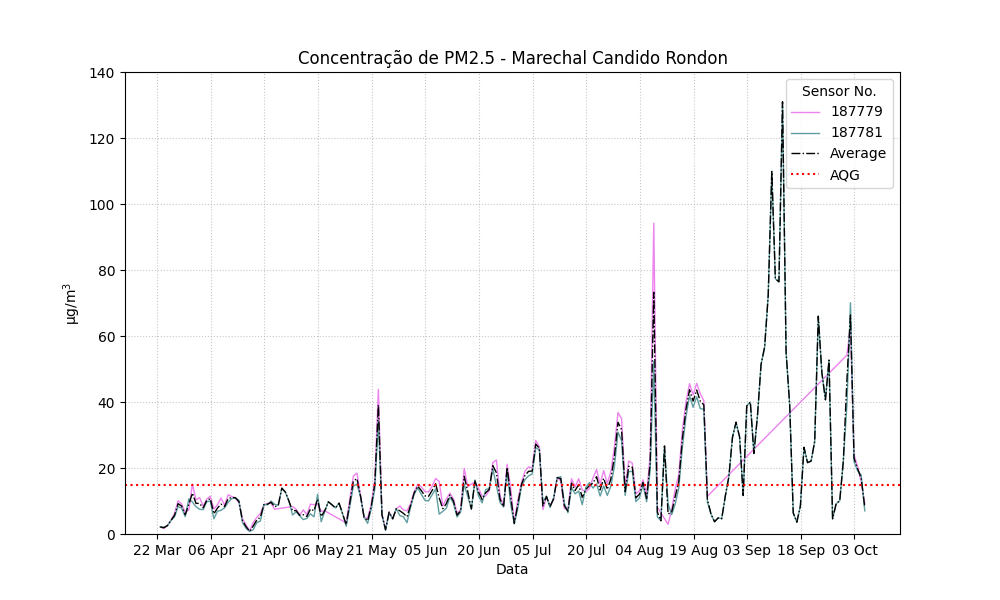 Concentração de PM2.5 - Marechal Candido Rondon
140
120
100
80
60
40
20
0
µg/m³
Sensor No.
187779
187781
Average
AQG
22 Mar 06 Apr 21 Apr 06 May 21 May 05 Jun 20 Jun 05 Jul 20 Jul 04 Aug 19 Aug 03 Sep 18 Sep 03 Oct
Data